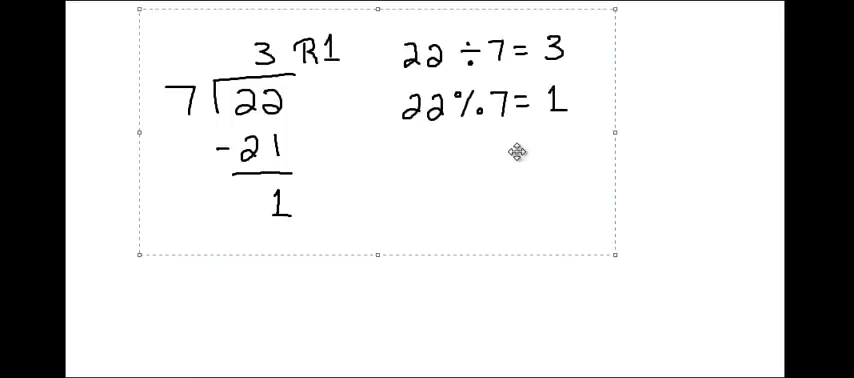 3 R1
7 22
- 21
1
22 ÷ 7 = 3
22 % 7 = 1